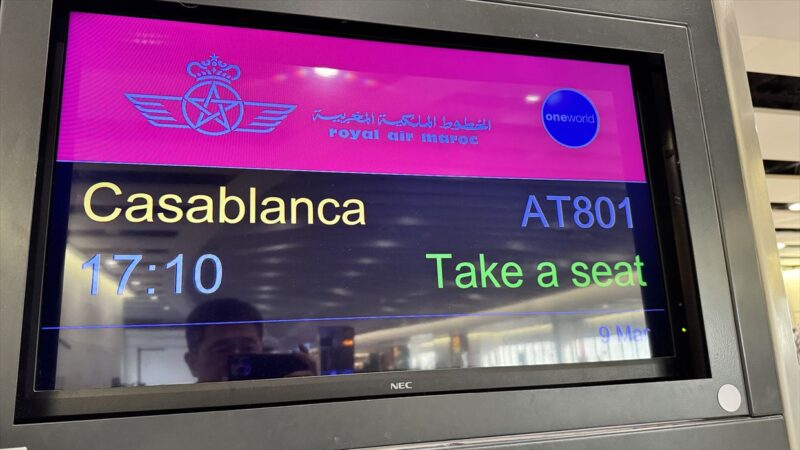 الخطوط الملكية المغربية
royal air maroc
oneworld
Casablanca AT801
17:10 Take a seat
9 Mar
NEC